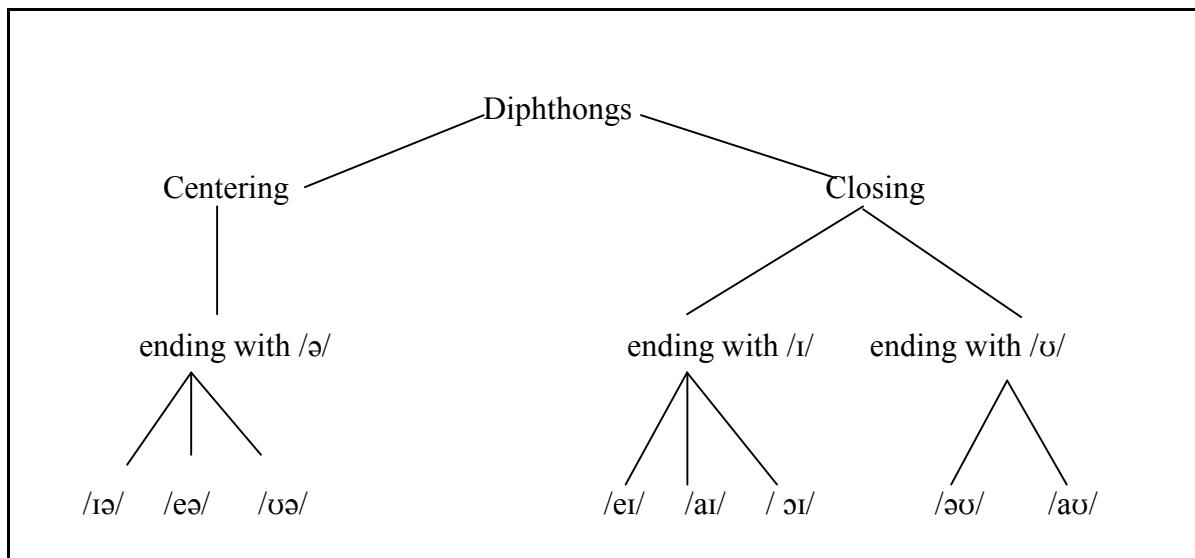 Diphthongs
Centering Closing
ending with /ə/ ending with /ɪ/ ending with /ʊ/
/ɪə/ /eə/ /ʊə/ /eɪ/ /aɪ/ / ɔɪ/ /əʊ/ /aʊ/